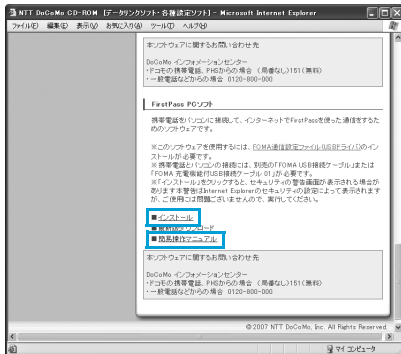 NTT DoCoMo CD-ROM [データリンクソフト・各種設定ソフト] - Microsoft Internet Explorer
ファイル(F) 編集(E) 表示(V) お気に入り(A) ツール(T) ヘルプ(H)
本ソフトウェアに関するお問い合わせ先
DoCoMo インフォメーションセンター
・ドコモの携帯電話、PHSからの場合 (局番なし)151(無料)
・一般電話などからの場合 0120-800-000
FirstPass PCソフト
携帯電話をパソコンに接続して、インターネットでFirstPassを使った通信をするためのソフトウェアです。
※このソフトウェアを使用するには、FOMA通信設定ファイル(USBドライバ)のインストールが必要です。
※携帯電話とパソコンの接続には、別売の「FOMA USB接続ケーブル」または
「FOMA 充電機能付USB接続ケーブル 01」が必要です。
※「インストール」をクリックすると、セキュリティの警告画面が表示される場合が
あります本警告はInternet Explorerのセキュリティの設定によって表示されます
が、ご使用には問題ございませんので、実行してください。
■インストール
■簡易操作マニュアル
本ソフトウェアに関するお問い合わせ先
DoCoMo インフォメーションセンター
・ドコモの携帯電話、PHSからの場合 (局番なし)151(無料)
・一般電話などからの場合 0120-800-000
©2007 NTT DoCoMo, Inc. All Rights Reserved.
マイ コンピュータ